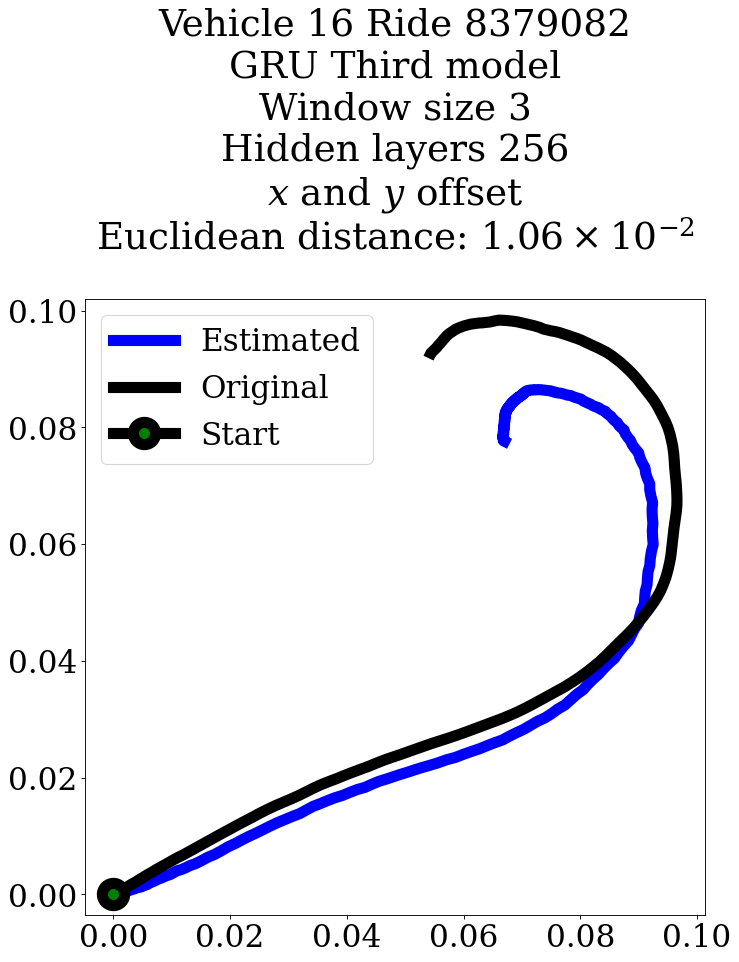 Vehicle 16 Ride 8379082
GRU Third model
Window size 3
Hidden layers 256
x and y offset
Euclidean distance: 1.06 × 10⁻²
0.10
0.08
0.06
0.04
0.02
0.00
Estimated
Original
Start
0.00 0.02 0.04 0.06 0.08 0.10